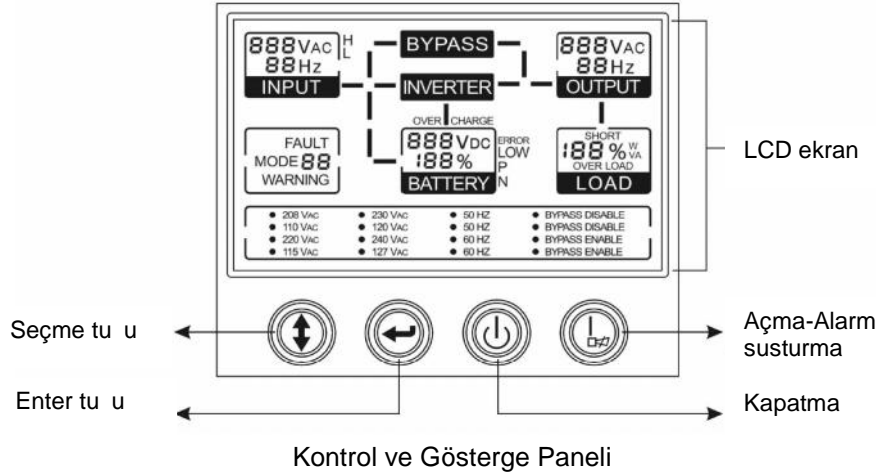 888VAC H
L
88Hz
INPUT
BYPASS
INVERTER
888VAC
88Hz
OUTPUT
OVER CHARGE
888VDC
188%
BATTERY
ERROR
LOW
P
N
FAULT
MODE 88
WARNING
SHORT
188% W
VA
OVER LOAD
LOAD
208 VAC 230 VAC 50 HZ BYPASS DISABLE
110 VAC 120 VAC 50 HZ BYPASS DISABLE
220 VAC 240 VAC 60 HZ BYPASS ENABLE
115 VAC 127 VAC 60 HZ BYPASS ENABLE
LCD ekran
Seçme tu u
Enter tu u
Açma-Alarm
susturma
Kapatma
Kontrol ve Gösterge Paneli